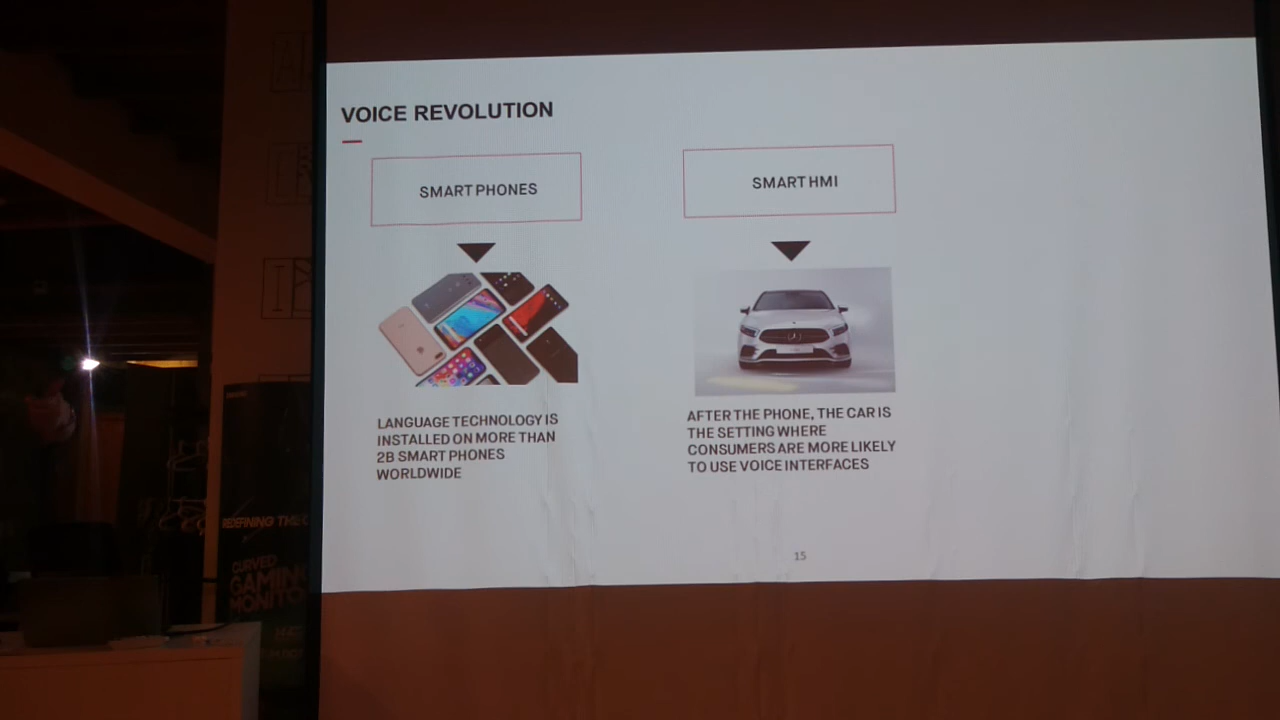 VOICE REVOLUTION
SMART PHONES
SMART HMI
LANGUAGE TECHNOLOGY IS
INSTALLED ON MORE THAN
2B SMART PHONES
WORLDWIDE
AFTER THE PHONE, THE CAR IS
THE SETTING WHERE
CONSUMERS ARE MORE LIKELY
TO USE VOICE INTERFACES
15
REDEFINING THE
CURVED
GAMING
MONITOR